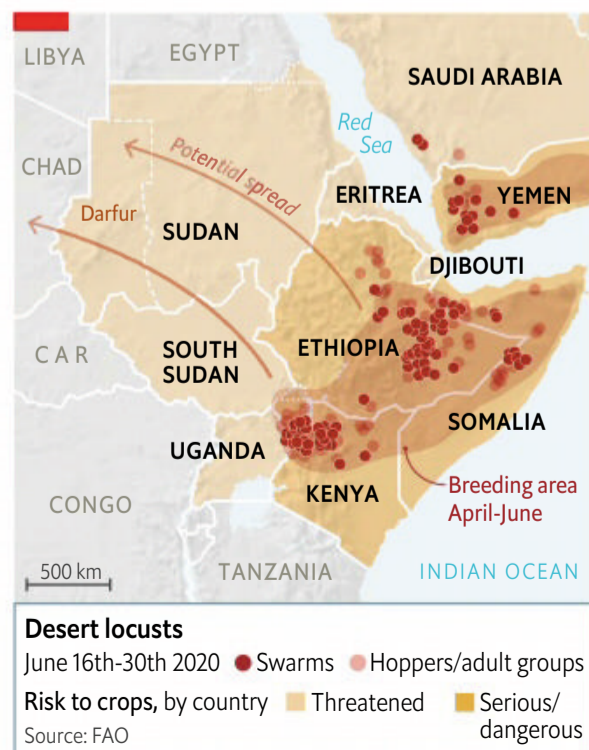 LIBYA
EGYPT
SAUDI ARABIA
Red
Sea
CHAD
Potential spread
ERITREA
YEMEN
Darfur
SUDAN
DJIBOUTI
CAR
SOUTH
SUDAN
ETHIOPIA
SOMALIA
UGANDA
KENYA
Breeding area
April-June
CONGO
500 km
TANZANIA
INDIAN OCEAN
Desert locusts
June 16th-30th 2020 Swarms Hoppers/adult groups
Risk to crops, by country Threatened Serious/
dangerous
Source: FAO